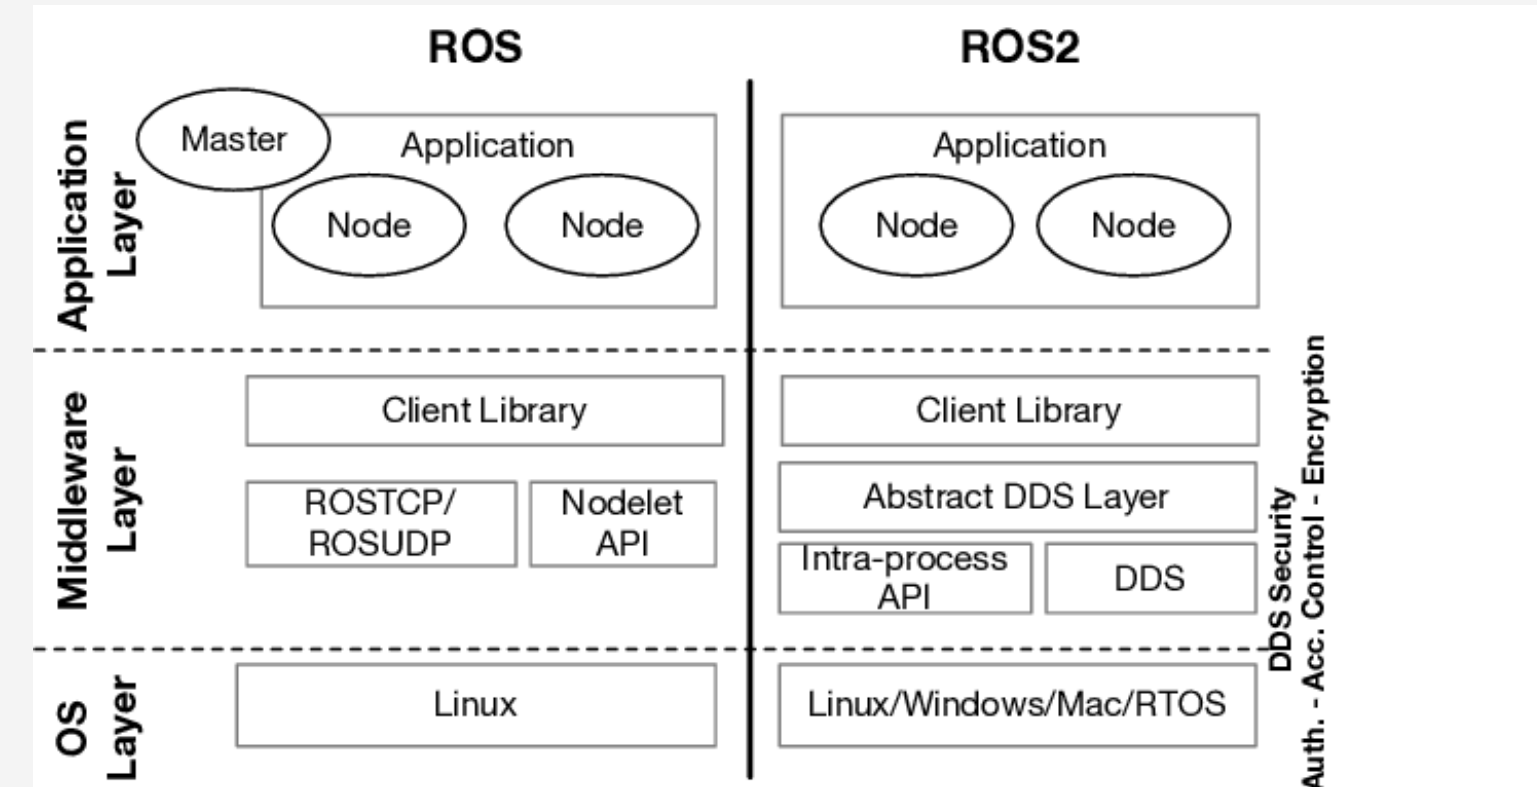 ROS
ROS2
Application
Layer
Master
Application
Node
Node
Application
Node
Node
Middleware
Layer
Client Library
ROSTCP/
ROSUDP
Nodelet
API
Client Library
Abstract DDS Layer
Intra-process
API
DDS
DDS Security
Auth. - Acc. Control - Encryption
OS
Layer
Linux
Linux/Windows/Mac/RTOS